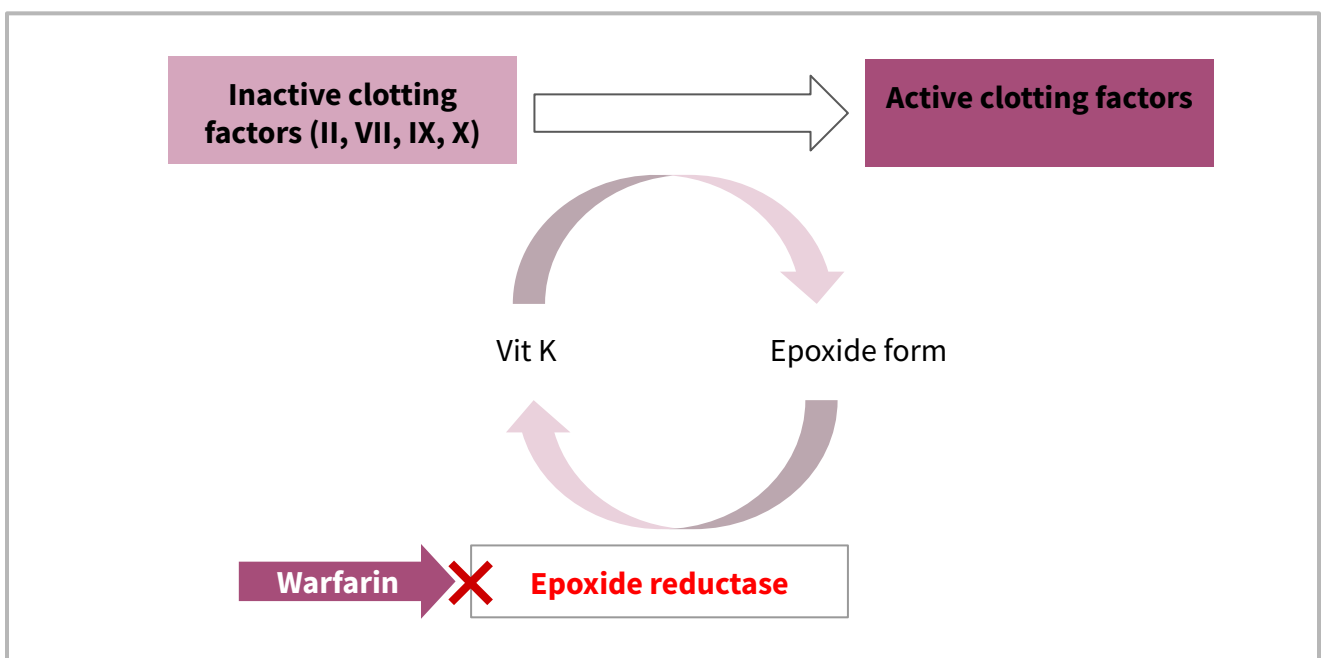 Inactive clotting
factors (II, VII, IX, X)
Active clotting factors
Vit K
Epoxide form
Warfarin
Epoxide reductase